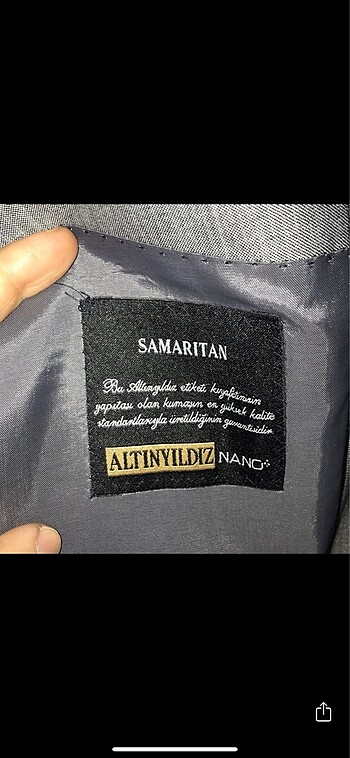 SAMARITAN
Bu Altınyıldız etiketi kıyafetinizin
yapıtaşı olan kumaşın en yüksek kalite
standartlarıyla üretildiğinin garantisidir.
ALTINYILDIZ NANO+